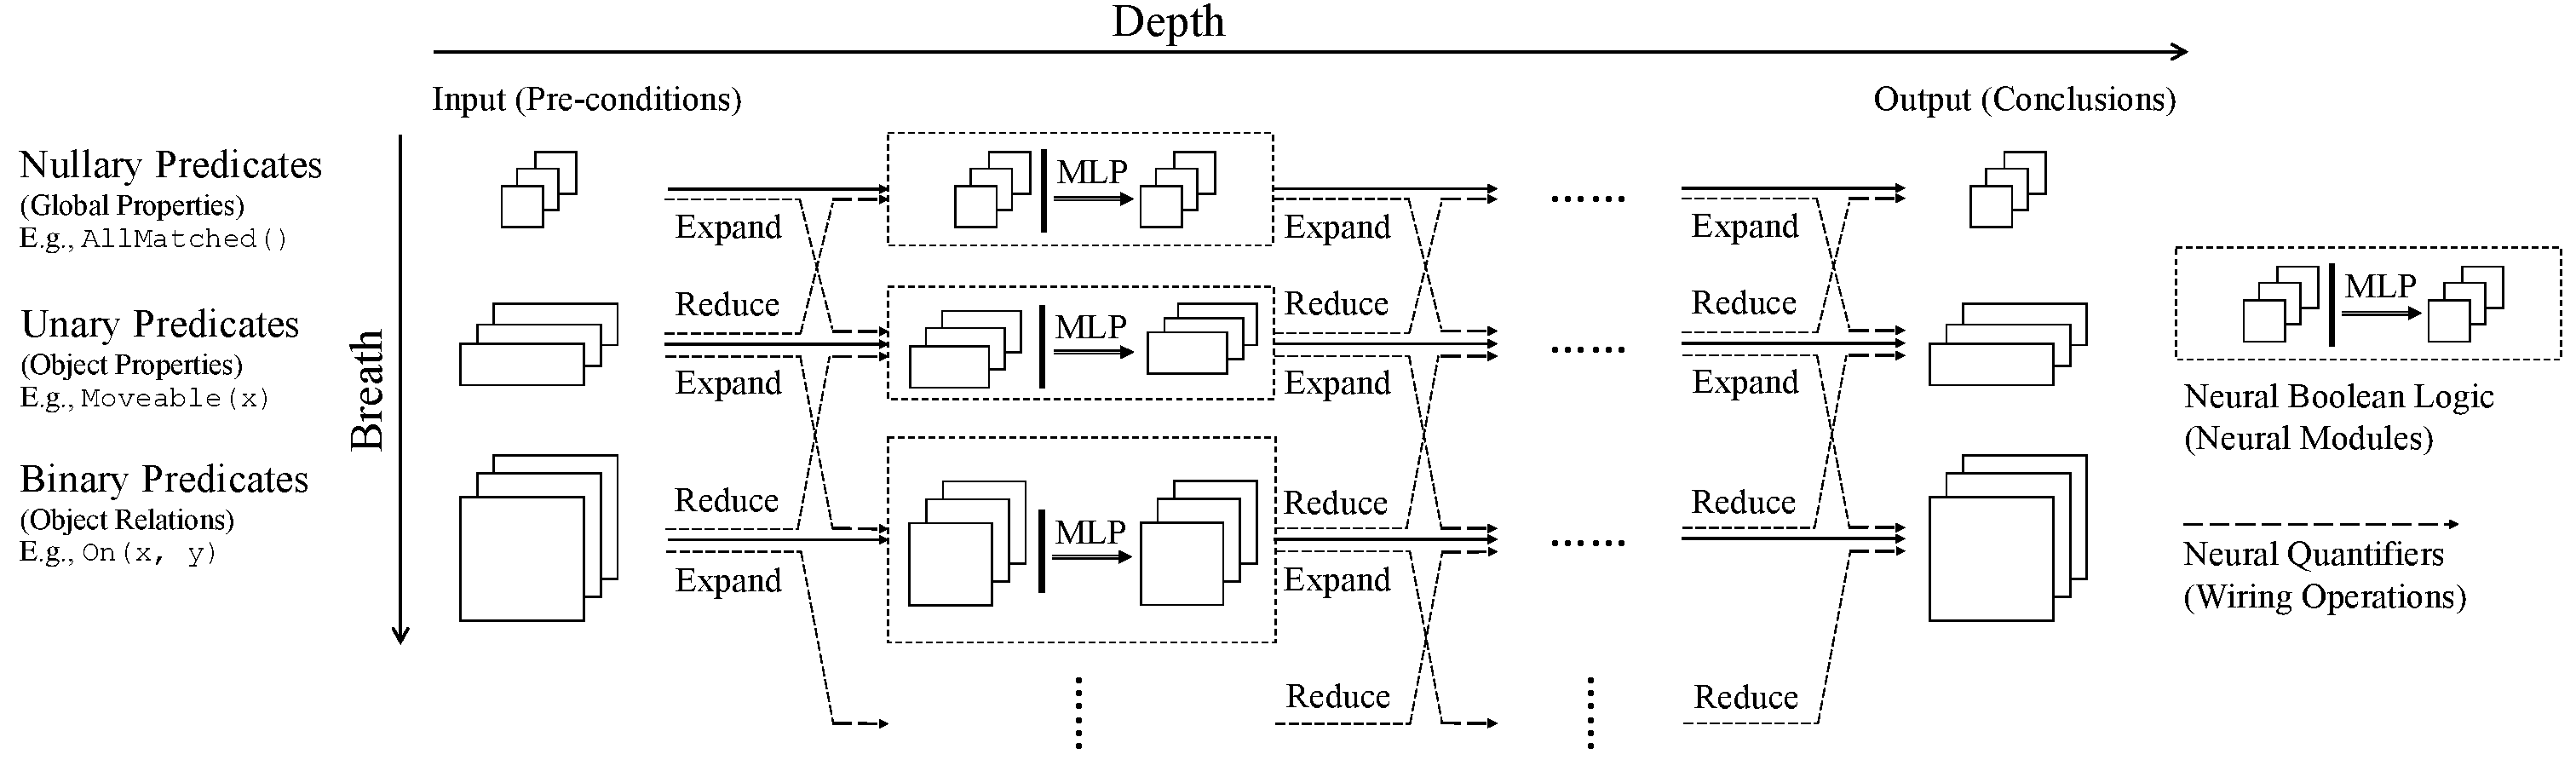 Depth
Input (Pre-conditions)
Output (Conclusions)
Breath
Nullary Predicates
(Global Properties)
E.g., AllMatched()
Unary Predicates
(Object Properties)
E.g., Moveable(x)
Binary Predicates
(Object Relations)
E.g., On(x, y)
Expand
Reduce
Expand
Reduce
Expand
MLP
MLP
MLP
Expand
Reduce
Expand
Reduce
Expand
Reduce
......
......
......
Expand
Reduce
Expand
Reduce
Reduce
MLP
Neural Boolean Logic
(Neural Modules)
Neural Quantifiers
(Wiring Operations)